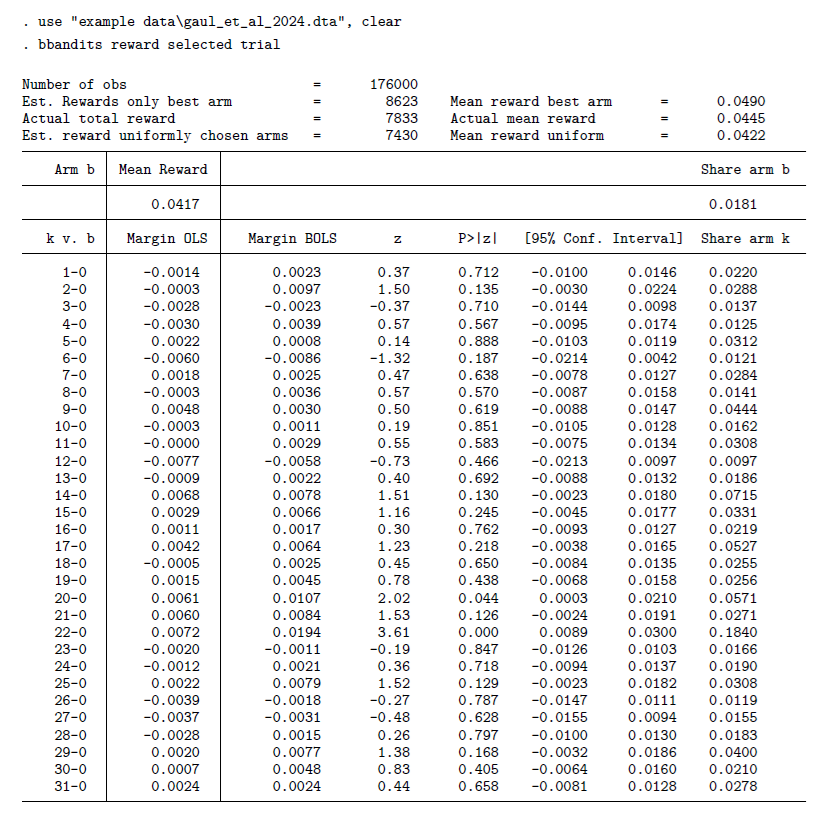 . use "example data\gaul_et_al_2024.dta", clear
. bbandits reward selected trial
Number of obs = 176000
Est. Rewards only best arm = 8623 Mean reward best arm = 0.0490
Actual total reward = 7833 Actual mean reward = 0.0445
Est. reward uniformly chosen arms = 7430 Mean reward uniform = 0.0422
Arm b Mean Reward Share arm b
0.0417 0.0181
k v. b Margin OLS Margin BOLS z P>|z| [95% Conf. Interval] Share arm k
1-0 -0.0014 0.0023 0.37 0.712 -0.0100 0.0146 0.0220
2-0 -0.0003 0.0097 1.50 0.135 -0.0030 0.0224 0.0288
3-0 -0.0028 -0.0023 -0.37 0.710 -0.0144 0.0098 0.0137
4-0 -0.0030 0.0039 0.57 0.567 -0.0095 0.0174 0.0125
5-0 0.0022 0.0008 0.14 0.888 -0.0103 0.0119 0.0312
6-0 -0.0060 -0.0086 -1.32 0.187 -0.0214 0.0042 0.0121
7-0 0.0018 0.0025 0.47 0.638 -0.0078 0.0127 0.0284
8-0 -0.0003 0.0036 0.57 0.570 -0.0087 0.0158 0.0141
9-0 0.0048 0.0030 0.50 0.619 -0.0088 0.0147 0.0444
10-0 -0.0003 0.0011 0.19 0.851 -0.0105 0.0128 0.0162
11-0 -0.0000 0.0029 0.55 0.583 -0.0075 0.0134 0.0308
12-0 -0.0077 -0.0058 -0.73 0.466 -0.0213 0.0097 0.0097
13-0 -0.0009 0.0022 0.40 0.692 -0.0088 0.0132 0.0186
14-0 0.0068 0.0078 1.51 0.130 -0.0023 0.0180 0.0715
15-0 0.0029 0.0066 1.16 0.245 -0.0045 0.0177 0.0331
16-0 0.0011 0.0017 0.30 0.762 -0.0093 0.0127 0.0219
17-0 0.0042 0.0064 1.23 0.218 -0.0038 0.0165 0.0527
18-0 -0.0005 0.0025 0.45 0.650 -0.0084 0.0135 0.0255
19-0 0.0015 0.0045 0.78 0.438 -0.0068 0.0158 0.0256
20-0 0.0061 0.0107 2.02 0.044 0.0003 0.0210 0.0571
21-0 0.0060 0.0084 1.53 0.126 -0.0024 0.0191 0.0271
22-0 0.0072 0.0194 3.61 0.000 0.0089 0.0300 0.1840
23-0 -0.0020 -0.0011 -0.19 0.847 -0.0126 0.0103 0.0166
24-0 -0.0012 0.0021 0.36 0.718 -0.0094 0.0137 0.0190
25-0 0.0022 0.0079 1.52 0.129 -0.0023 0.0182 0.0308
26-0 -0.0039 -0.0018 -0.27 0.787 -0.0147 0.0111 0.0119
27-0 -0.0037 -0.0031 -0.48 0.628 -0.0155 0.0094 0.0155
28-0 -0.0028 0.0015 0.26 0.797 -0.0100 0.0130 0.0183
29-0 0.0020 0.0077 1.38 0.168 -0.0032 0.0186 0.0400
30-0 0.0007 0.0048 0.83 0.405 -0.0064 0.0160 0.0210
31-0 0.0024 0.0024 0.44 0.658 -0.0081 0.0128 0.0278